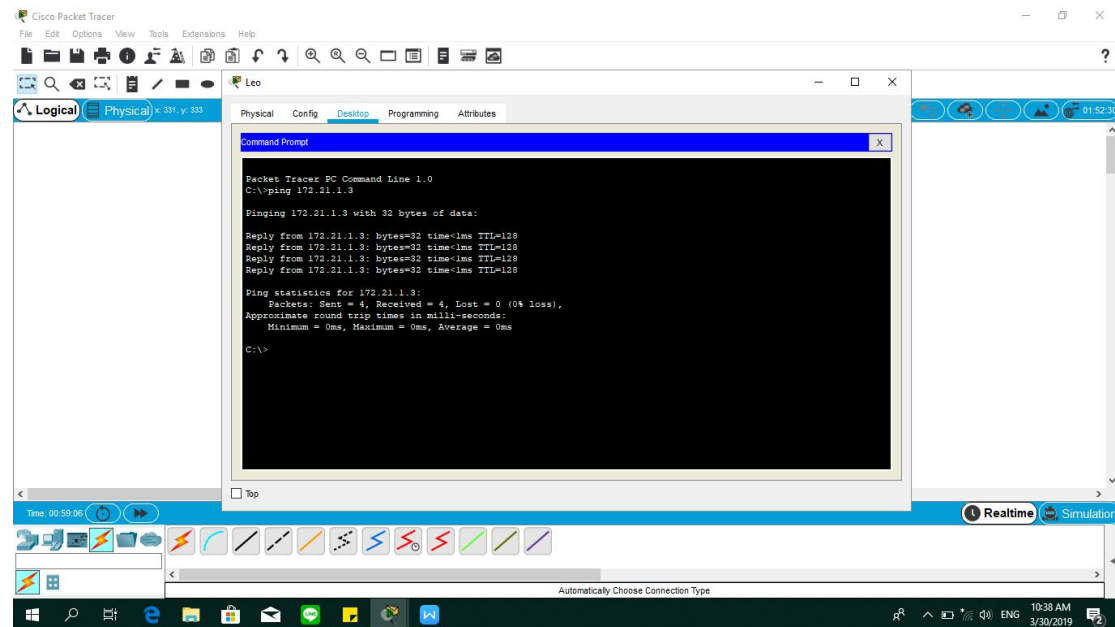 Cisco Packet Tracer
File Edit Options View Tools Extensions Help
?
Leo
Logical Physical x: 331, y: 333
01:52:30
Physical Config Desktop Programming Attributes
Command Prompt
X
Packet Tracer PC Command Line 1.0
C:\>ping 172.21.1.3
Pinging 172.21.1.3 with 32 bytes of data:
Reply from 172.21.1.3: bytes=32 time<1ms TTL=128
Reply from 172.21.1.3: bytes=32 time<1ms TTL=128
Reply from 172.21.1.3: bytes=32 time<1ms TTL=128
Reply from 172.21.1.3: bytes=32 time<1ms TTL=128
Ping statistics for 172.21.1.3:
Packets: Sent = 4, Received = 4, Lost = 0 (0% loss),
Approximate round trip times in milli-seconds:
Minimum = 0ms, Maximum = 0ms, Average = 0ms
C:\>
Top
Time: 00:59:06
Realtime Simulation
Automatically Choose Connection Type
ENG
10:38 AM
3/30/2019
2